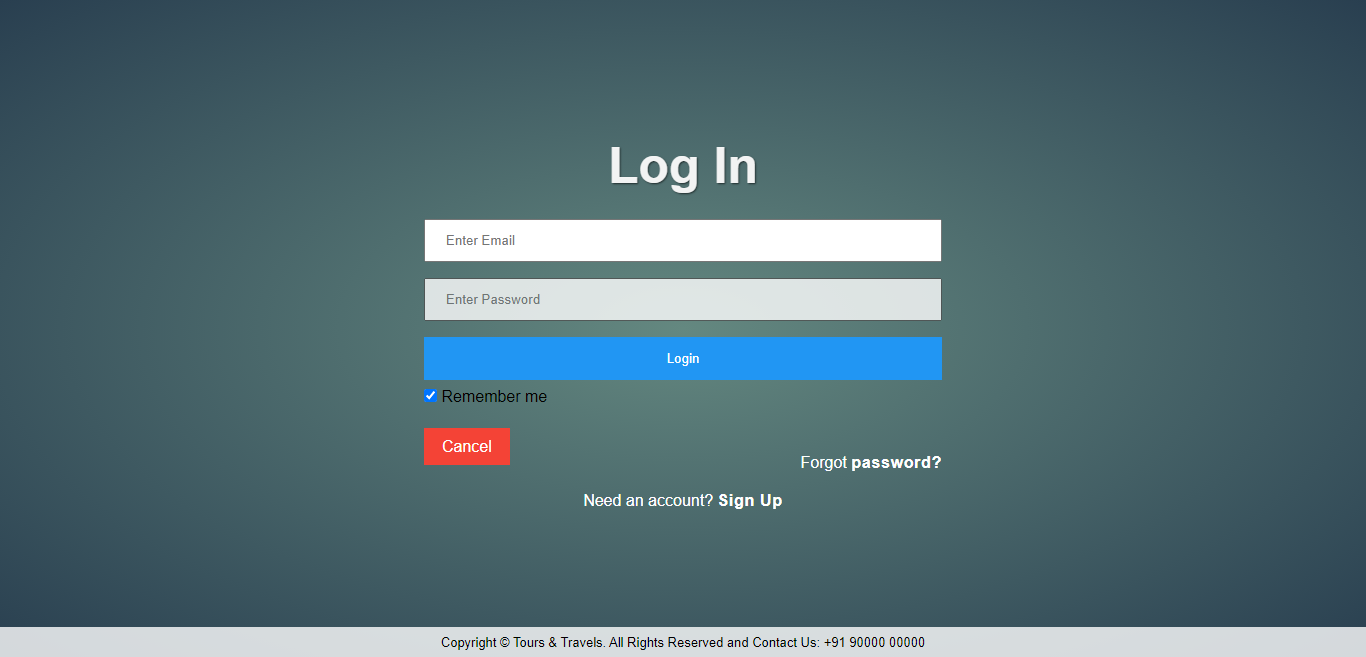 Log In
Enter Email
Enter Password
Login
Remember me
Cancel
Forgot password?
Need an account? Sign Up
Copyright © Tours & Travels. All Rights Reserved and Contact Us: +91 90000 00000